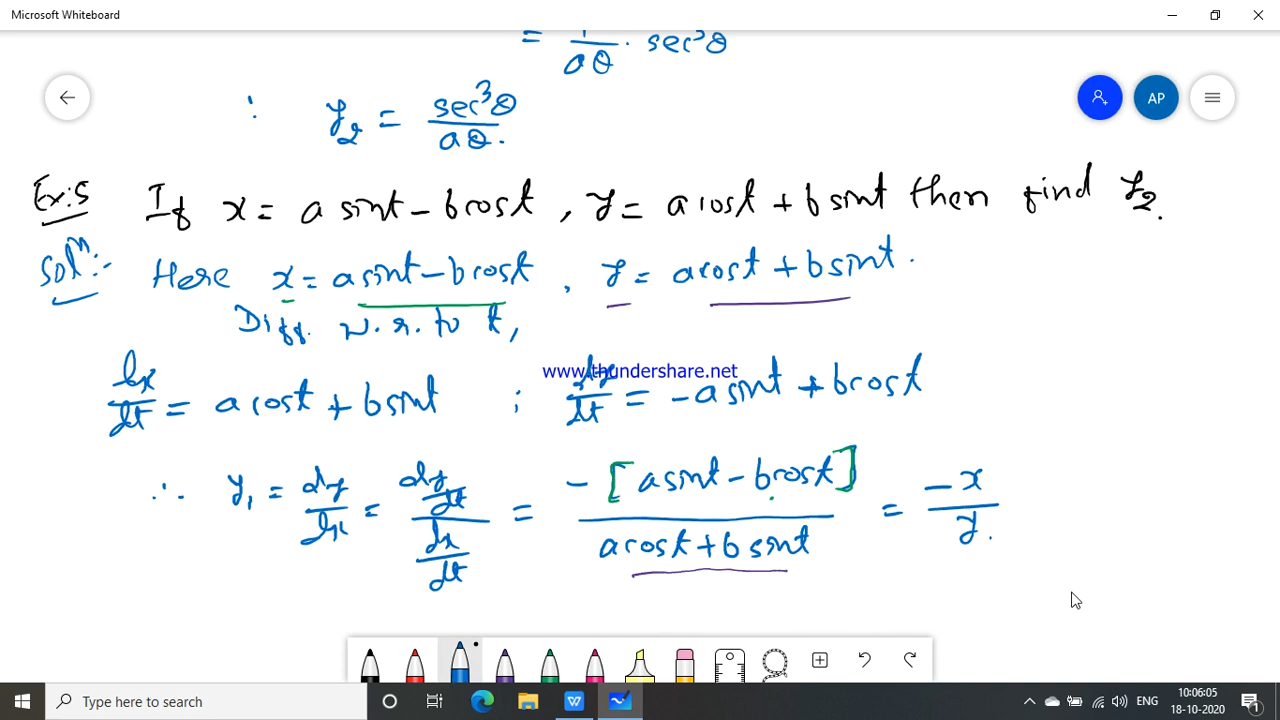 Microsoft Whiteboard
= 1/aθ · sec³θ
∴ y₂ = sec³θ/aθ.
AP
Ex:5 If x = a sint - b cost, y = a cost + b sint then find y₂.
Solⁿ:- Here x = a sint - b cost, y = a cost + b sint.
Diff. w.r.to t,
www.thundershare.net
dx/dt = a cost + b sint ; dy/dt = -a sint + b cost
∴ y₁ = dy/dx = (dy/dt)/(dx/dt) = -[a sint - b cost]/(a cost + b sint) = -x/y.
Type here to search
ENG
10:06:05
18-10-2020
1